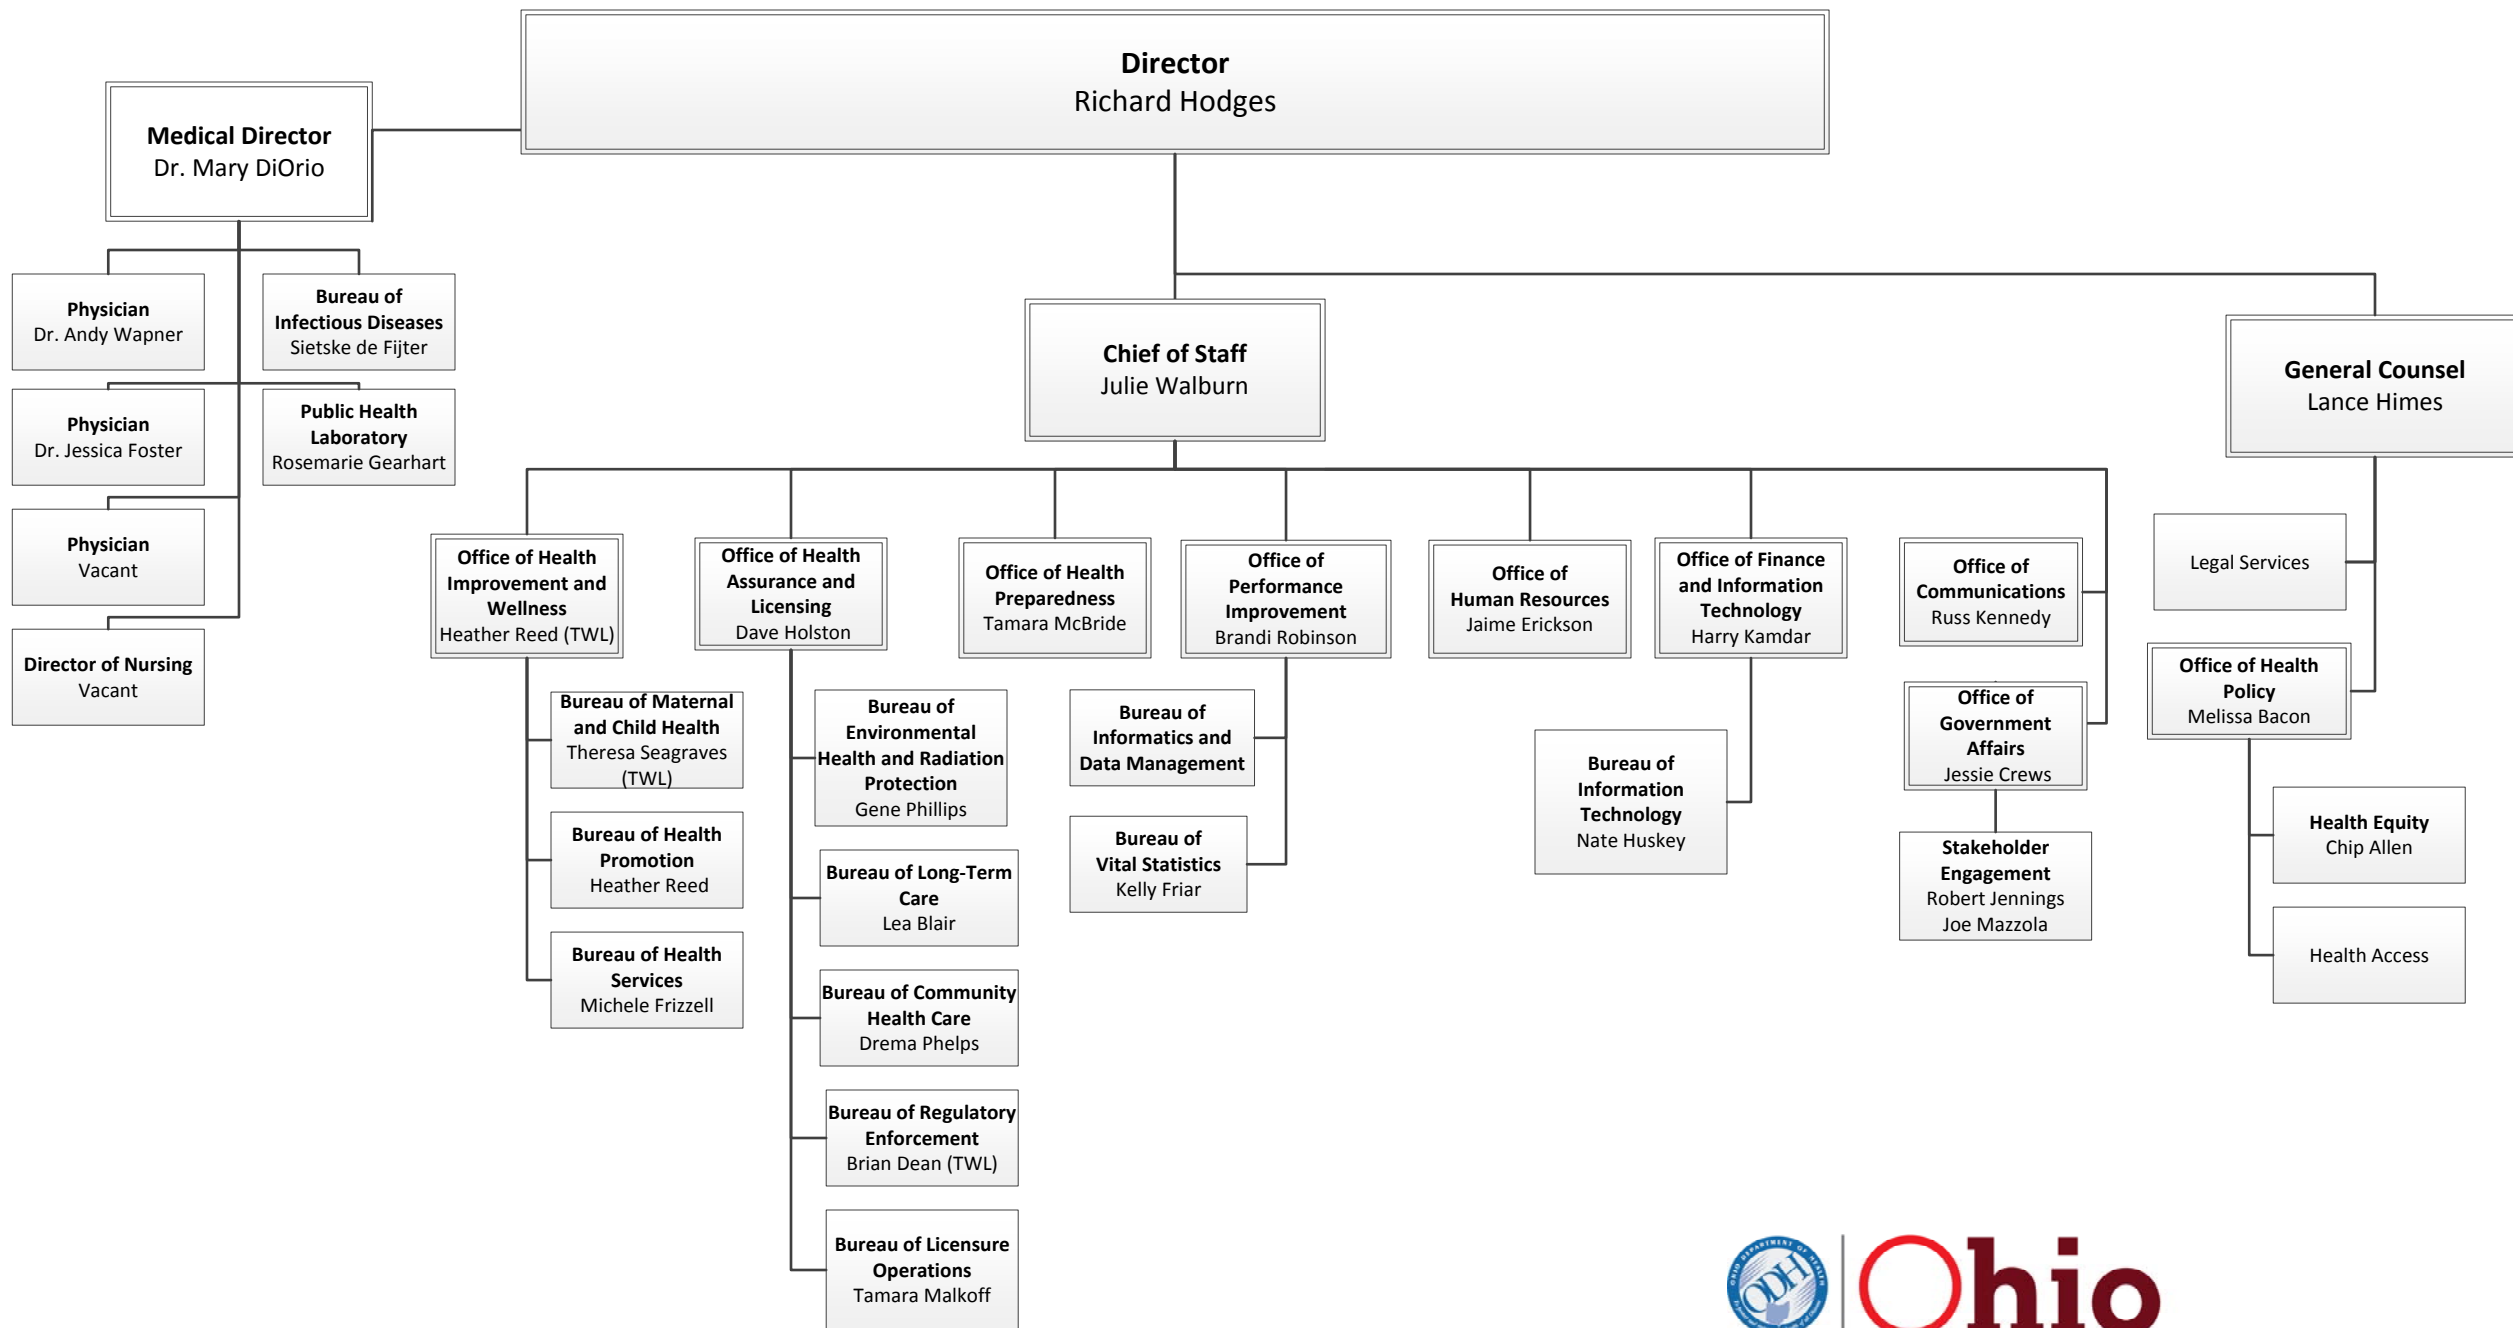 Director
Richard Hodges
Medical Director
Dr. Mary DiOrio
Physician
Dr. Andy Wapner
Bureau of
Infectious Diseases
Sietske de Fijter
Physician
Dr. Jessica Foster
Public Health
Laboratory
Rosemarie Gearhart
Physician
Vacant
Director of Nursing
Vacant
Chief of Staff
Julie Walburn
General Counsel
Lance Himes
Office of Health
Improvement and
Wellness
Heather Reed (TWL)
Bureau of Maternal
and Child Health
Theresa Seagraves
(TWL)
Bureau of Health
Promotion
Heather Reed
Bureau of Health
Services
Michele Frizzell
Office of Health
Assurance and
Licensing
Dave Holston
Bureau of
Environmental
Health and Radiation
Protection
Gene Phillips
Bureau of Long-Term
Care
Lea Blair
Bureau of Community
Health Care
Drema Phelps
Bureau of Regulatory
Enforcement
Brian Dean (TWL)
Bureau of Licensure
Operations
Tamara Malkoff
Office of Health
Preparedness
Tamara McBride
Office of
Performance
Improvement
Brandi Robinson
Bureau of
Informatics and
Data Management
Bureau of
Vital Statistics
Kelly Friar
Office of
Human Resources
Jaime Erickson
Office of Finance
and Information
Technology
Harry Kamdar
Bureau of
Information
Technology
Nate Huskey
Office of
Communications
Russ Kennedy
Office of
Government
Affairs
Jessie Crews
Stakeholder
Engagement
Robert Jennings
Joe Mazzola
Legal Services
Office of Health
Policy
Melissa Bacon
Health Equity
Chip Allen
Health Access
OHIO DEPARTMENT OF HEALTH
ODH
Ohio